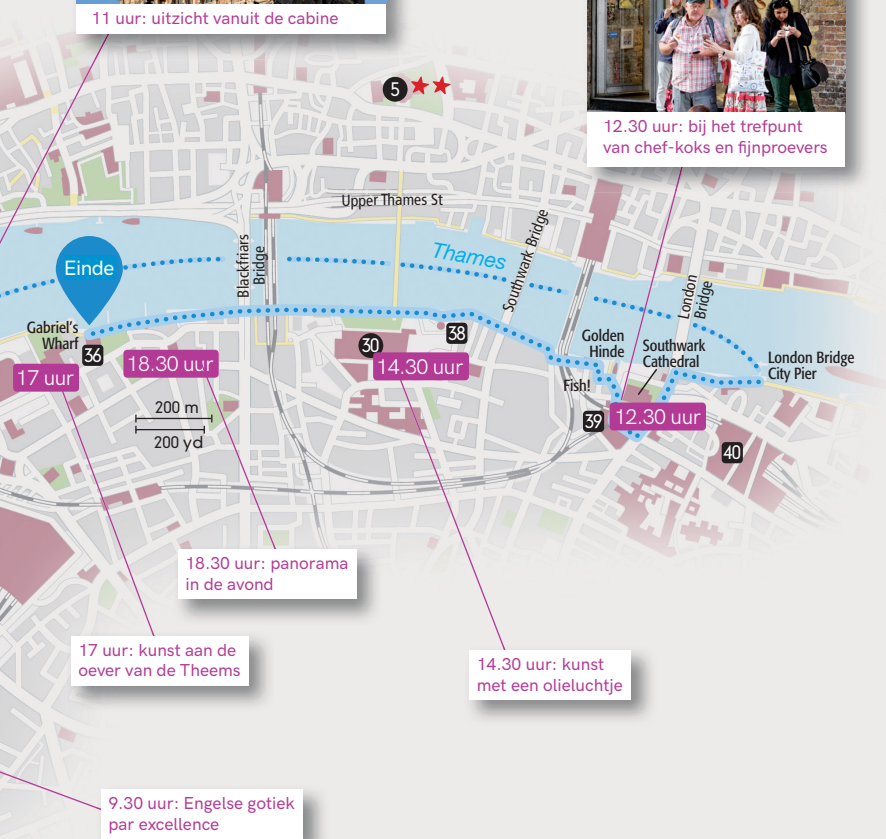 11 uur: uitzicht vanuit de cabine
5
12.30 uur: bij het trefpunt
van chef-koks en fijnproevers
Upper Thames St
Blackfriars
Bridge
Thames
Southwark Bridge
London
Bridge
Einde
Gabriel's
Wharf
36
17 uur
18.30 uur
30
38
14.30 uur
Golden
Hinde
Southwark
Cathedral
London Bridge
City Pier
Fish!
39
12.30 uur
40
200 m
200 yd
18.30 uur: panorama
in de avond
17 uur: kunst aan de
oever van de Theems
14.30 uur: kunst
met een olieluchtje
9.30 uur: Engelse gotiek
par excellence